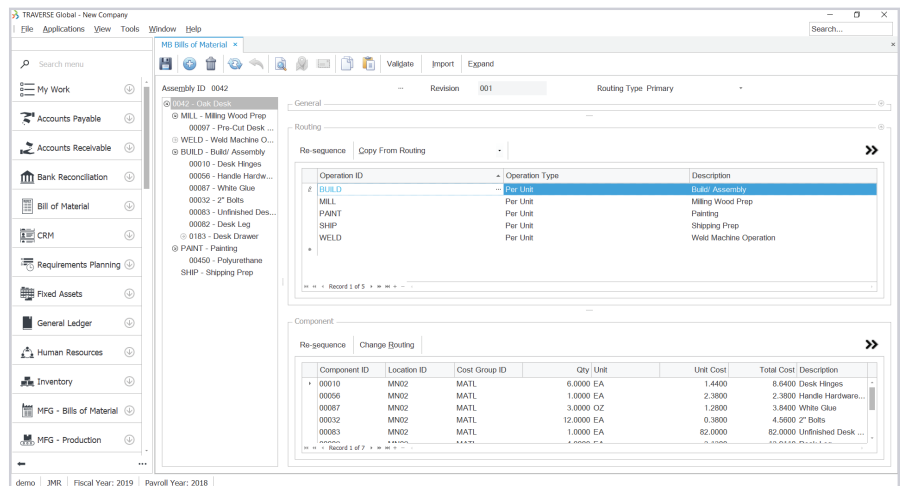 TRAVERSE Global - New Company
File Applications View Tools Window Help
Search...
MB Bills of Material ×
Search menu
Validate Import Expand
My Work
Accounts Payable
Accounts Receivable
Bank Reconciliation
Bill of Material
CRM
Requirements Planning
Fixed Assets
General Ledger
Human Resources
Inventory
MFG - Bills of Material
MFG - Production
Assembly ID 0042 ... Revision 001 Routing Type Primary
0042 - Oak Desk
MILL - Milling Wood Prep
00097 - Pre-Cut Desk ...
WELD - Weld Machine O...
BUILD - Build/ Assembly
00010 - Desk Hinges
00056 - Handle Hardw...
00087 - White Glue
00032 - 2" Bolts
00083 - Unfinished Des...
00082 - Desk Leg
0183 - Desk Drawer
PAINT - Painting
00450 - Polyurethane
SHIP - Shipping Prep
General
Routing
Re-sequence Copy From Routing
Operation ID Operation Type Description
BUILD ... Per Unit Build/ Assembly
MILL Per Unit Milling Wood Prep
PAINT Per Unit Painting
SHIP Per Unit Shipping Prep
WELD Per Unit Weld Machine Operation
Record 1 of 5
Component
Re-sequence Change Routing
Component ID Location ID Cost Group ID Qty Unit Unit Cost Total Cost Description
00010 MN02 MATL 6.0000 EA 1.4400 8.6400 Desk Hinges
00056 MN02 MATL 1.0000 EA 2.3800 2.3800 Handle Hardware...
00087 MN02 MATL 3.0000 OZ 1.2800 3.8400 White Glue
00032 MN02 MATL 12.0000 EA 0.3800 4.5600 2" Bolts
00083 MN02 MATL 1.0000 EA 82.0000 82.0000 Unfinished Desk ...
Record 1 of 7
demo JMR Fiscal Year: 2019 Payroll Year: 2018